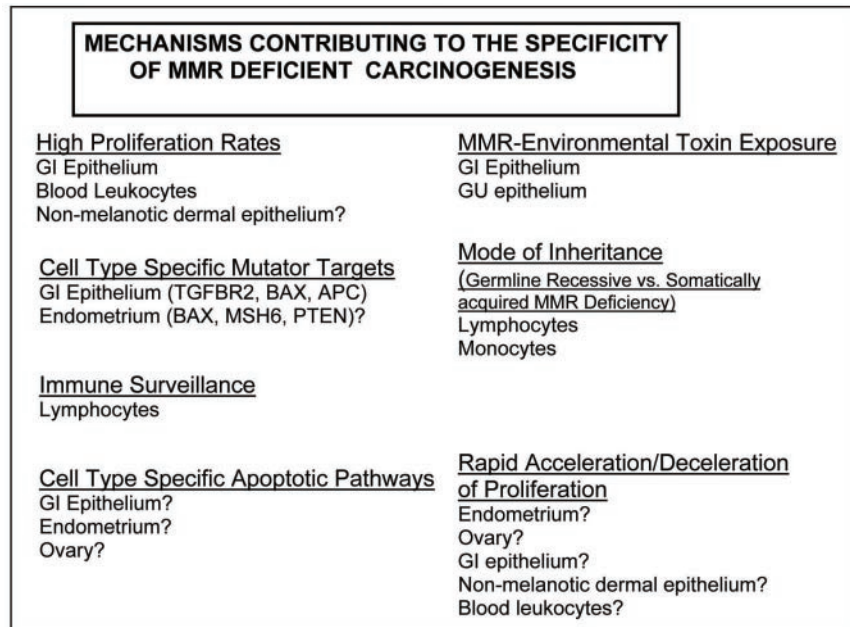 MECHANISMS CONTRIBUTING TO THE SPECIFICITY
OF MMR DEFICIENT CARCINOGENESIS
High Proliferation Rates
GI Epithelium
Blood Leukocytes
Non-melanotic dermal epithelium?
Cell Type Specific Mutator Targets
GI Epithelium (TGFBR2, BAX, APC)
Endometrium (BAX, MSH6, PTEN)?
Immune Surveillance
Lymphocytes
Cell Type Specific Apoptotic Pathways
GI Epithelium?
Endometrium?
Ovary?
MMR-Environmental Toxin Exposure
GI Epithelium
GU epithelium
Mode of Inheritance
(Germline Recessive vs. Somatically
acquired MMR Deficiency)
Lymphocytes
Monocytes
Rapid Acceleration/Deceleration
of Proliferation
Endometrium?
Ovary?
GI epithelium?
Non-melanotic dermal epithelium?
Blood leukocytes?